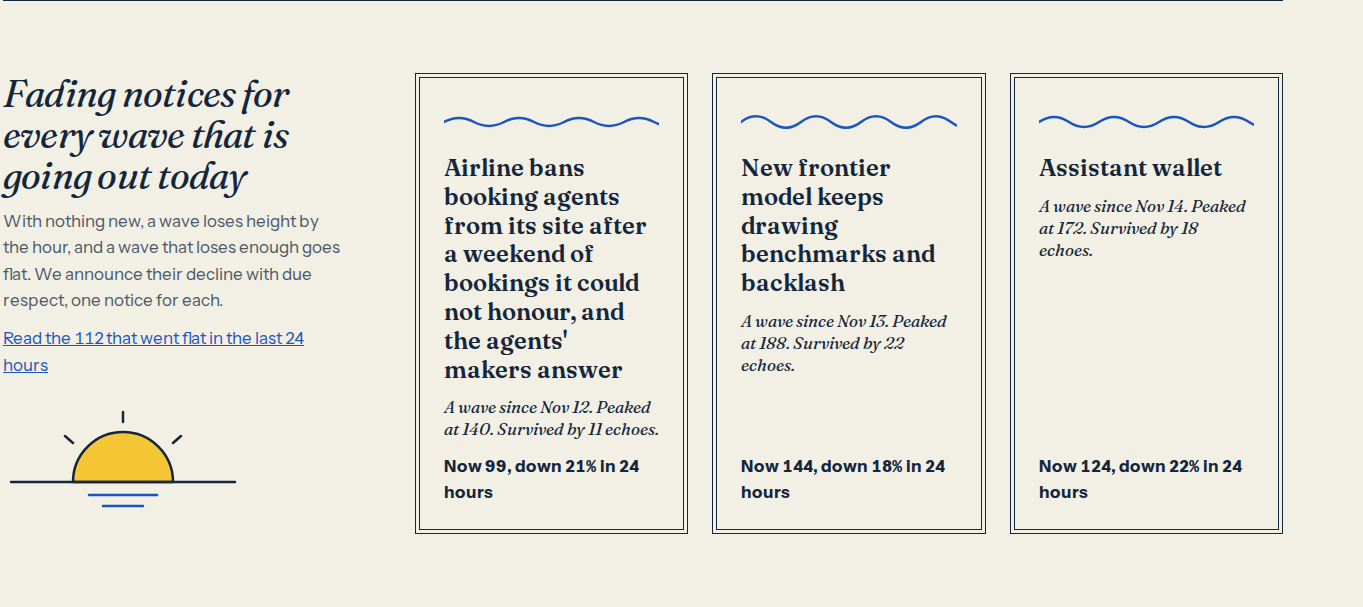 Fading notices for
every wave that is
going out today
With nothing new, a wave loses height by
the hour, and a wave that loses enough goes
flat. We announce their decline with due
respect, one notice for each.
Read the 112 that went flat in the last 24
hours
Airline bans
booking agents
from its site after
a weekend of
bookings it could
not honour, and
the agents'
makers answer
A wave since Nov 12. Peaked
at 140. Survived by 11 echoes.
Now 99, down 21% in 24
hours
New frontier
model keeps
drawing
benchmarks and
backlash
A wave since Nov 13. Peaked
at 188. Survived by 22
echoes.
Now 144, down 18% in 24
hours
Assistant wallet
A wave since Nov 14. Peaked
at 172. Survived by 18
echoes.
Now 124, down 22% in 24
hours